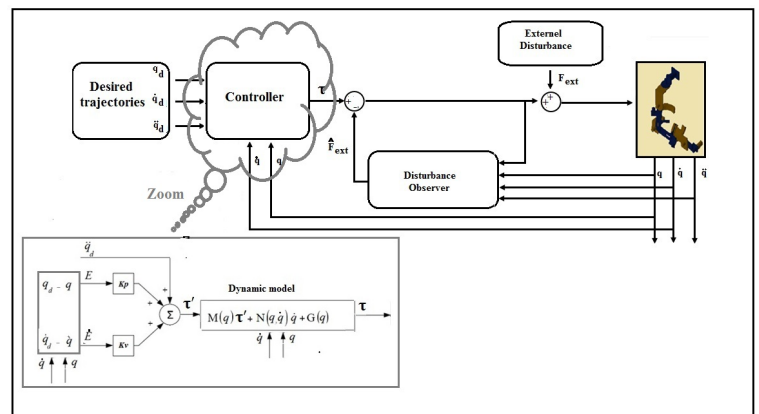 Externel
Disturbance
Desired
trajectories
q_d
q̇_d
q̈_d
Controller
τ
+
−
F_ext
+
+
F̂_ext
q̇
q
Disturbance
Observer
q
q̇
q̈
Zoom
q̈_d
q_d - q
E
Kp
+
+
+
Σ
τ′
Dynamic model
M(q)τ′+ N(q,q̇) q̇ +G(q)
τ
q̇_d - q̇
Ė
Kv
q̇
q
q̇
q